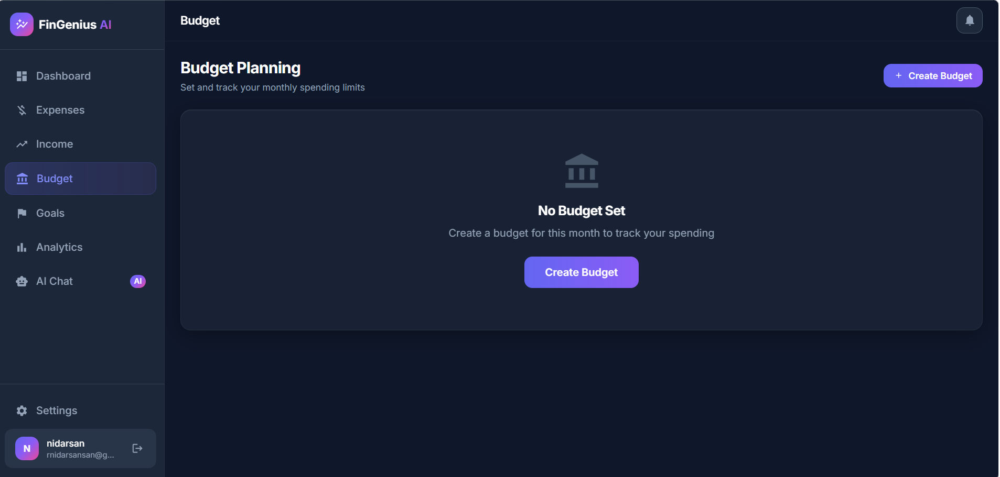 FinGenius AI
Dashboard
Expenses
Income
Budget
Goals
Analytics
AI Chat
AI
Settings
N
nidarsan
rnidarsansan@g...
Budget
Budget Planning
Set and track your monthly spending limits
+ Create Budget
No Budget Set
Create a budget for this month to track your spending
Create Budget